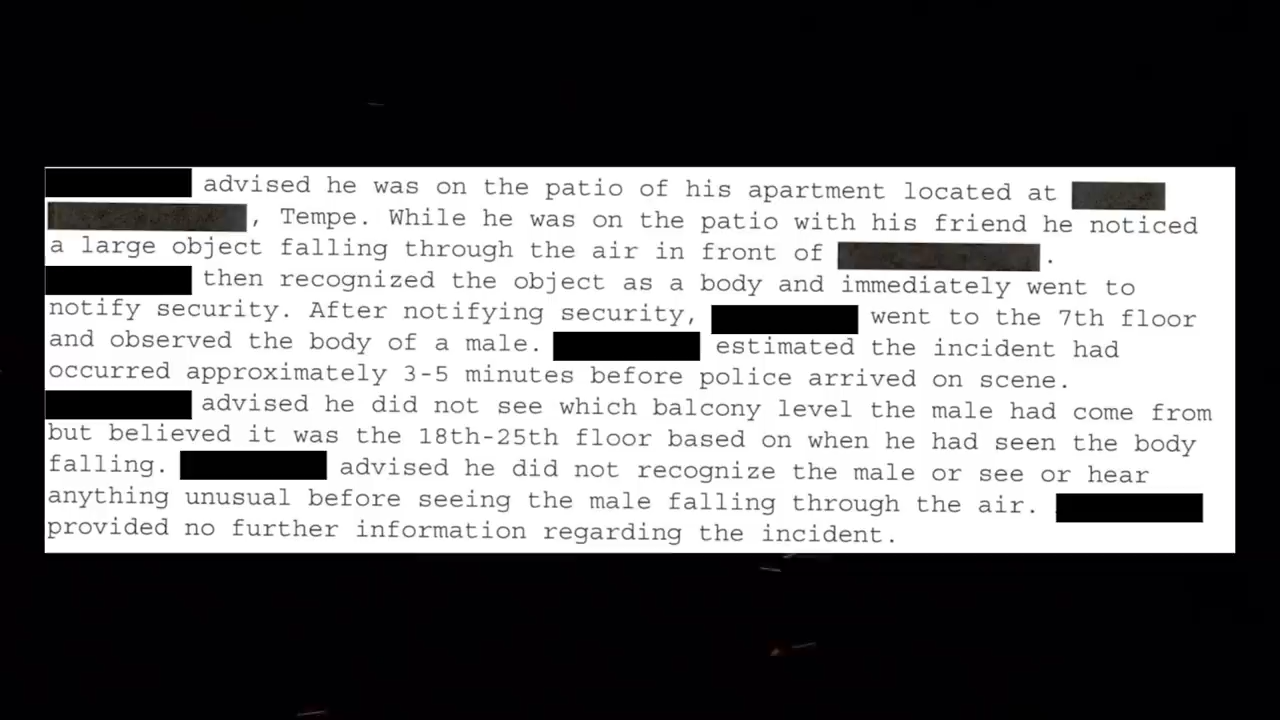 advised he was on the patio of his apartment located at
, Tempe. While he was on the patio with his friend he noticed
a large object falling through the air in front of .
then recognized the object as a body and immediately went to
notify security. After notifying security, went to the 7th floor
and observed the body of a male. estimated the incident had
occurred approximately 3-5 minutes before police arrived on scene.
advised he did not see which balcony level the male had come from
but believed it was the 18th-25th floor based on when he had seen the body
falling. advised he did not recognize the male or see or hear
anything unusual before seeing the male falling through the air.
provided no further information regarding the incident.